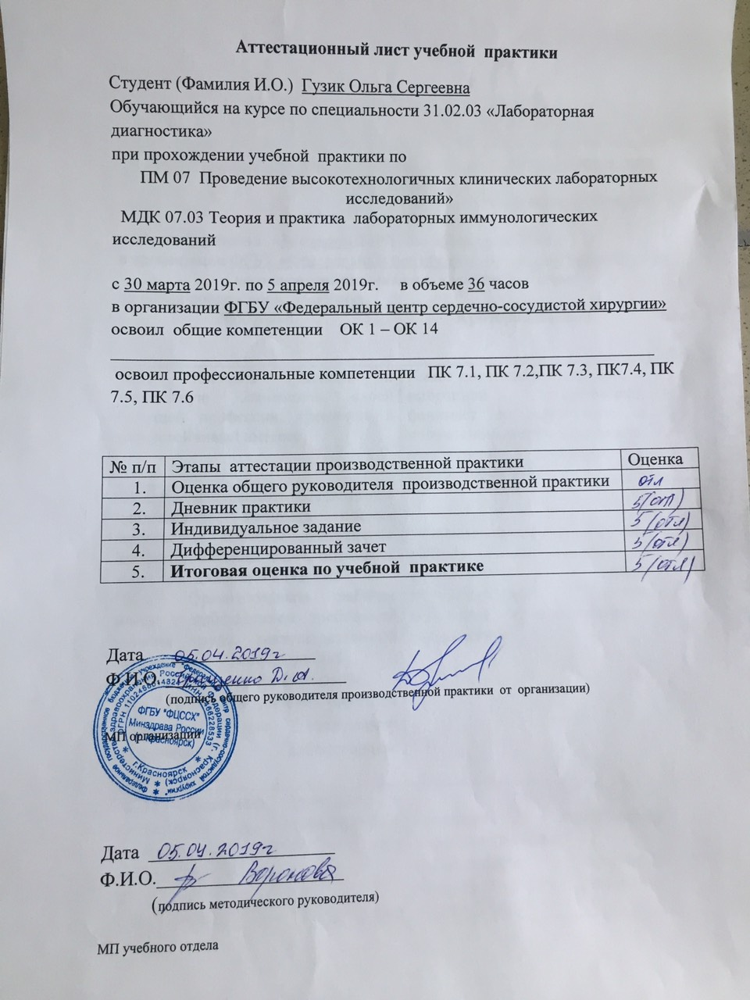 Аттестационный лист учебной практики
Студент (Фамилия И.О.) Гузик Ольга Сергеевна
Обучающийся на курсе по специальности 31.02.03 «Лабораторная
диагностика»
при прохождении учебной практики по
ПМ 07 Проведение высокотехнологичных клинических лабораторных
исследований»
МДК 07.03 Теория и практика лабораторных иммунологических
исследований
с 30 марта 2019г. по 5 апреля 2019г. в объеме 36 часов
в организации ФГБУ «Федеральный центр сердечно-сосудистой хирургии»
освоил общие компетенции ОК 1 – ОК 14
освоил профессиональные компетенции ПК 7.1, ПК 7.2,ПК 7.3, ПК7.4, ПК
7.5, ПК 7.6
№ п/п Этапы аттестации производственной практики Оценка
1. Оценка общего руководителя производственной практики отл
2. Дневник практики 5(отл)
3. Индивидуальное задание 5(отл)
4. Дифференцированный зачет 5(отл)
5. Итоговая оценка по учебной практике 5(отл)
Дата 05.04.2019г
Ф.И.О.
(подпись общего руководителя производственной практики от организации)
ФГБУ "ФЦССХ"
Минздрава России
(г. Красноярск)
г.Красноярск
МП организации
Дата 05.04.2019г
Ф.И.О. Воронова
(подпись методического руководителя)
МП учебного отдела